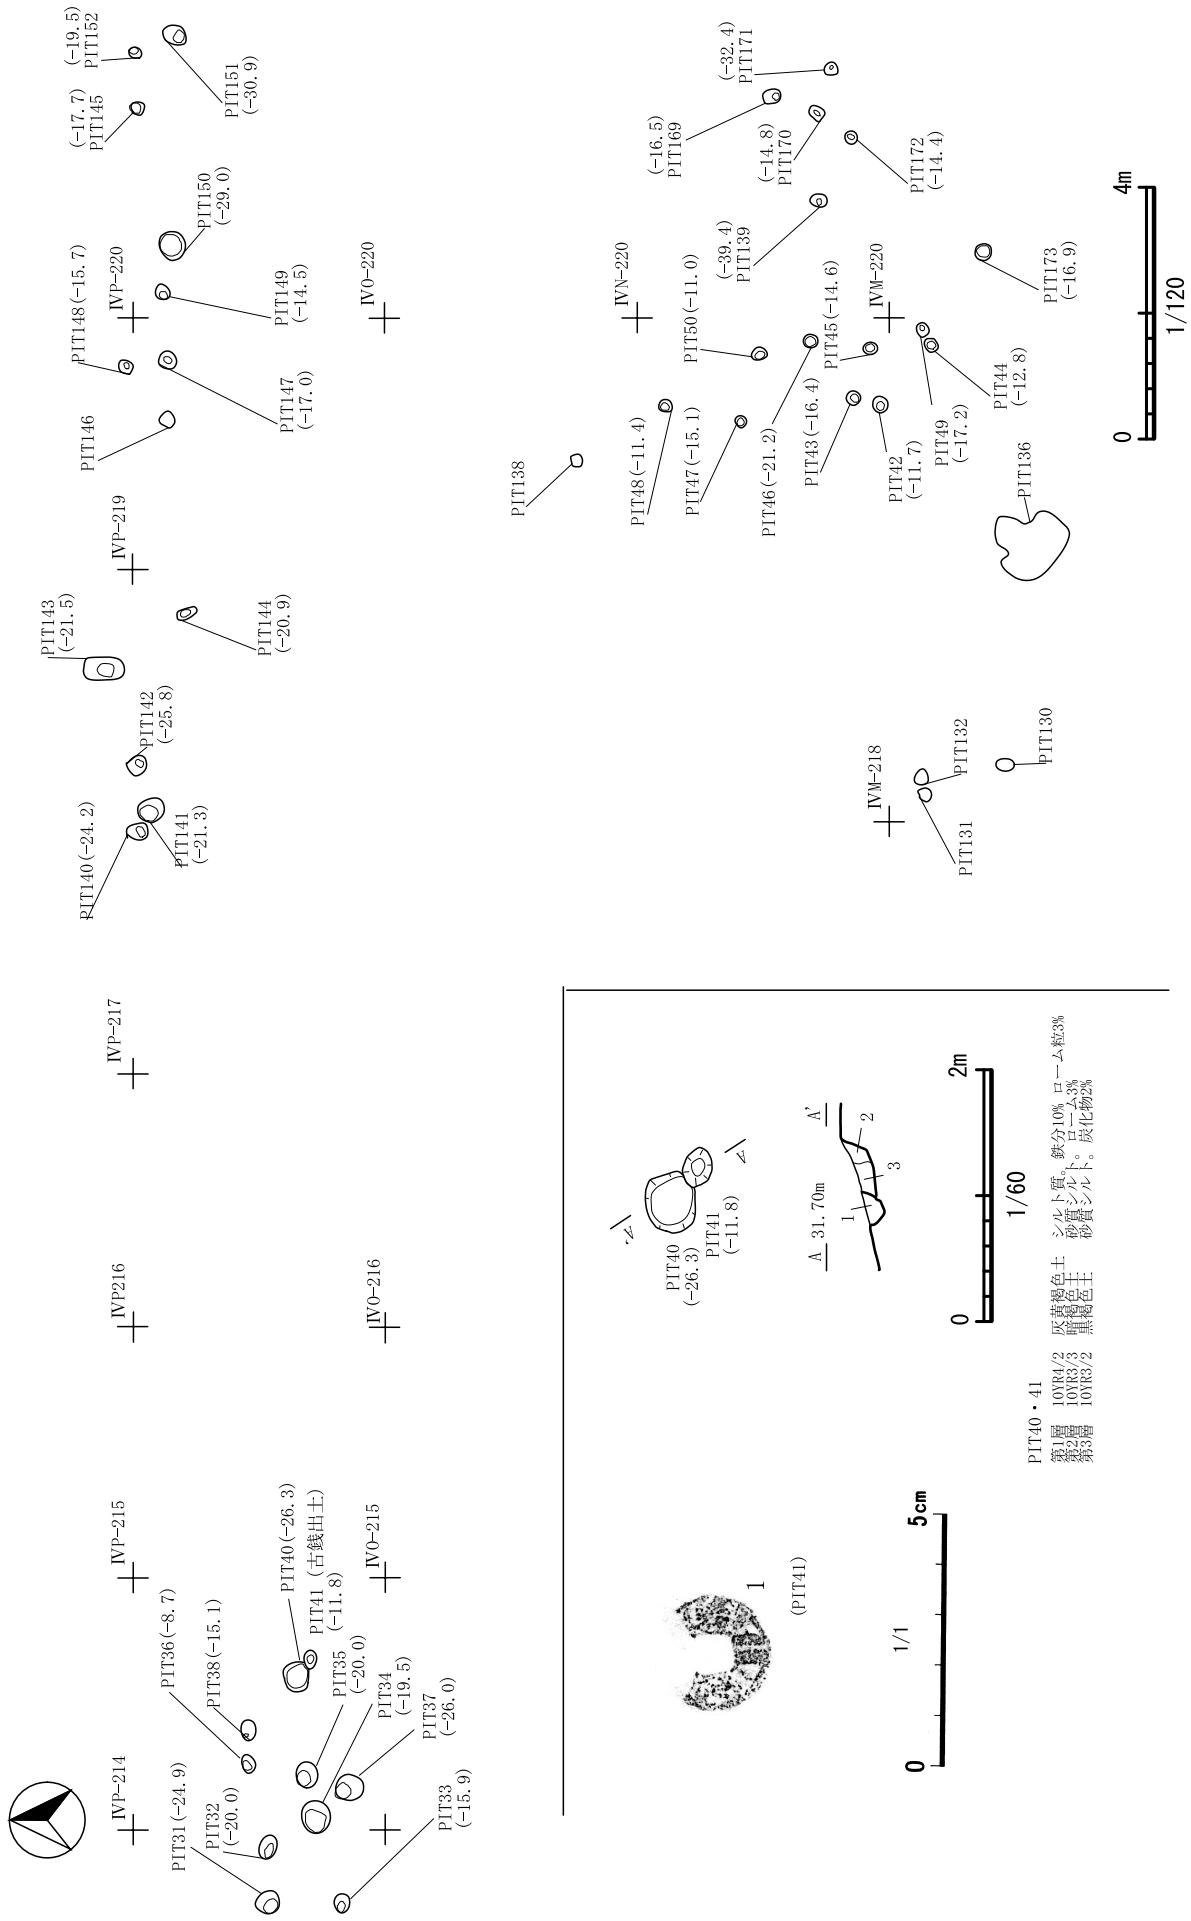 IVP-214
IVP-215
IVP216
IVP-217
IVP-219
IVP-220
IVO-215
IVO-216
IVO-220
IVN-220
IVM-218
IVM-220
PIT31(-24.9)
PIT32
(-20.0)
PIT36(-8.7)
PIT38(-15.1)
PIT40(-26.3)
PIT41 (古銭出土)
(-11.8)
PIT35
(-20.0)
PIT34
(-19.5)
PIT37
(-26.0)
PIT33
(-15.9)
PIT140(-24.2)
PIT141
(-21.3)
PIT142
(-25.8)
PIT143
(-21.5)
PIT144
(-20.9)
PIT146
PIT147
(-17.0)
PIT148(-15.7)
PIT149
(-14.5)
PIT150
(-29.0)
(-17.7)
PIT145
(-19.5)
PIT152
PIT151
(-30.9)
PIT138
PIT48(-11.4)
PIT47(-15.1)
PIT46(-21.2)
PIT50(-11.0)
PIT43(-16.4)
PIT45(-14.6)
PIT42
(-11.7)
PIT49
(-17.2)
PIT44
(-12.8)
PIT136
(-39.4)
PIT139
(-16.5)
PIT169
(-14.8)
PIT170
(-32.4)
PIT171
PIT172
(-14.4)
PIT173
(-16.9)
PIT131
PIT132
PIT130
0
4m
1/120
1
(PIT41)
1/1
0
5cm
A'
A
PIT40
(-26.3)
PIT41
(-11.8)
A 31.70m
A'
1
2
3
0
2m
1/60
PIT40・41
第1層 10YR4/2 灰黄褐色土 シルト質。鉄分10% ローム粒3%
第2層 10YR3/3 暗褐色土 砂質シルト。ローム3%
第3層 10YR3/2 黒褐色土 砂質シルト。炭化物2%